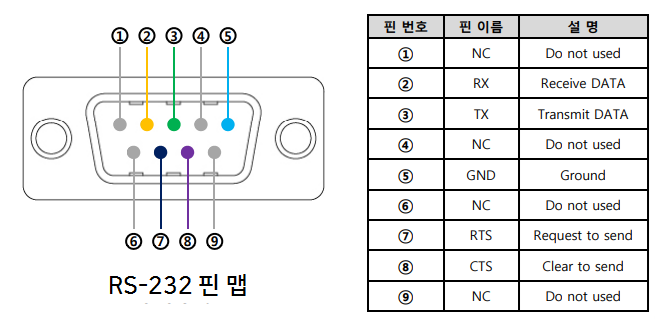 ① ② ③ ④ ⑤
⑥ ⑦ ⑧ ⑨
RS-232 핀 맵
핀 번호 핀 이름 설 명
① NC Do not used
② RX Receive DATA
③ TX Transmit DATA
④ NC Do not used
⑤ GND Ground
⑥ NC Do not used
⑦ RTS Request to send
⑧ CTS Clear to send
⑨ NC Do not used